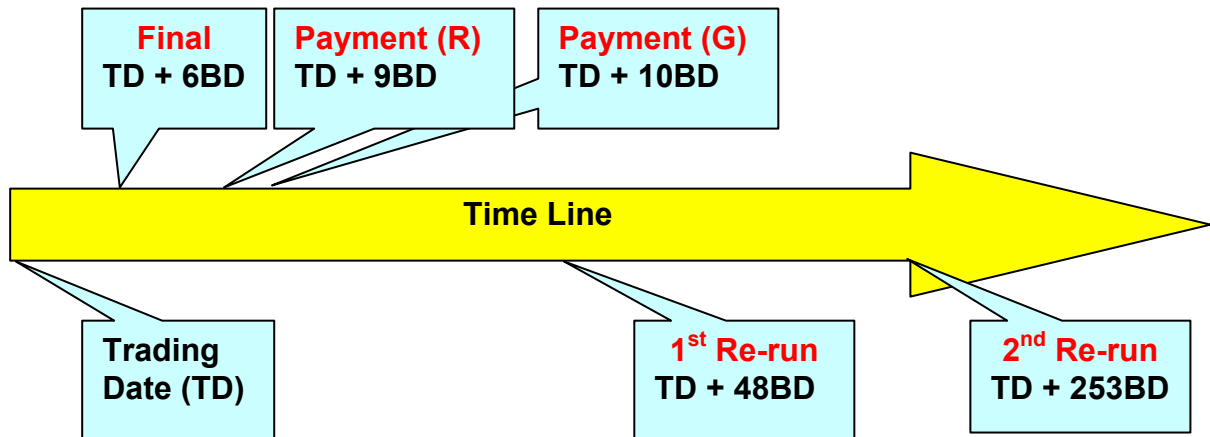 Final
TD + 6BD
Payment (R)
TD + 9BD
Payment (G)
TD + 10BD
Time Line
Trading
Date (TD)
1st Re-run
TD + 48BD
2nd Re-run
TD + 253BD